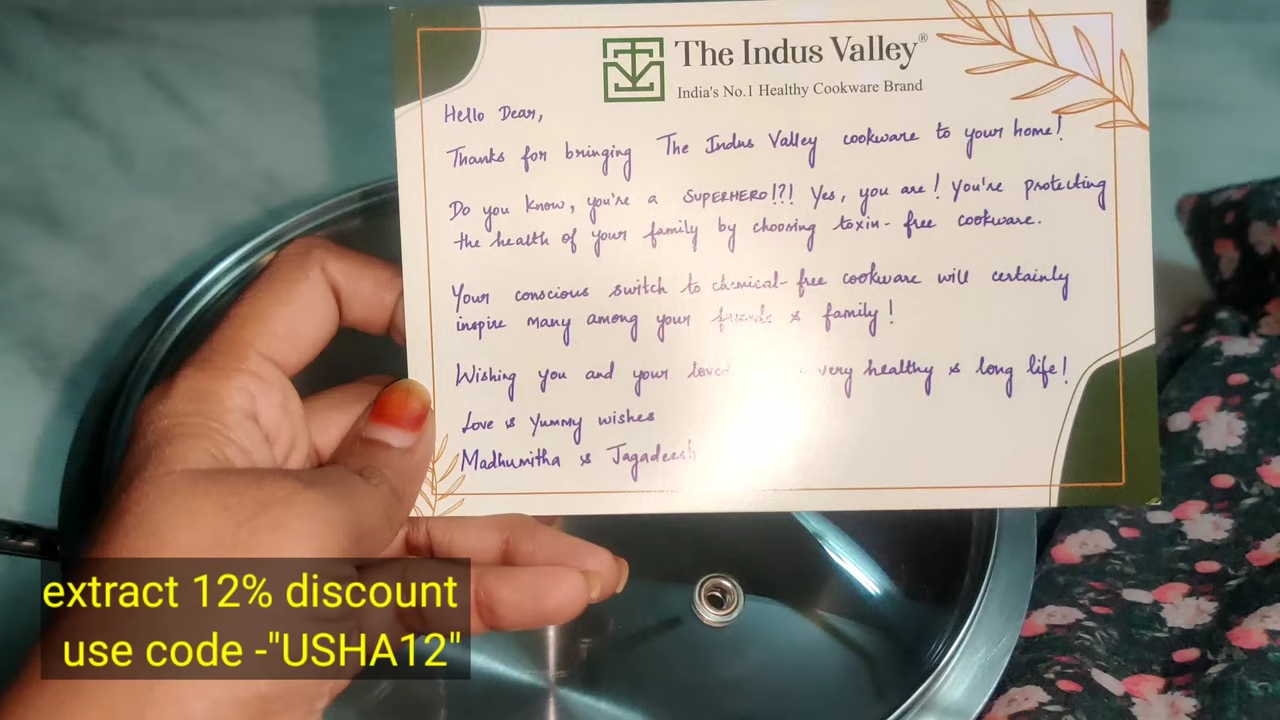 The Indus Valley®
India's No.1 Healthy Cookware Brand
Hello Dear,
Thanks for bringing The Indus Valley cookware to your home!
Do you know, you're a SUPERHERO!?! Yes, you are! You're protecting
the health of your family by choosing toxin-free cookware.
Your conscious switch to chemical-free cookware will certainly
inspire many among your friends & family!
Wishing you and your loved very healthy & long life!
Love & Yummy wishes
Madhumitha & Jagadeesh
extract 12% discount
use code -"USHA12"